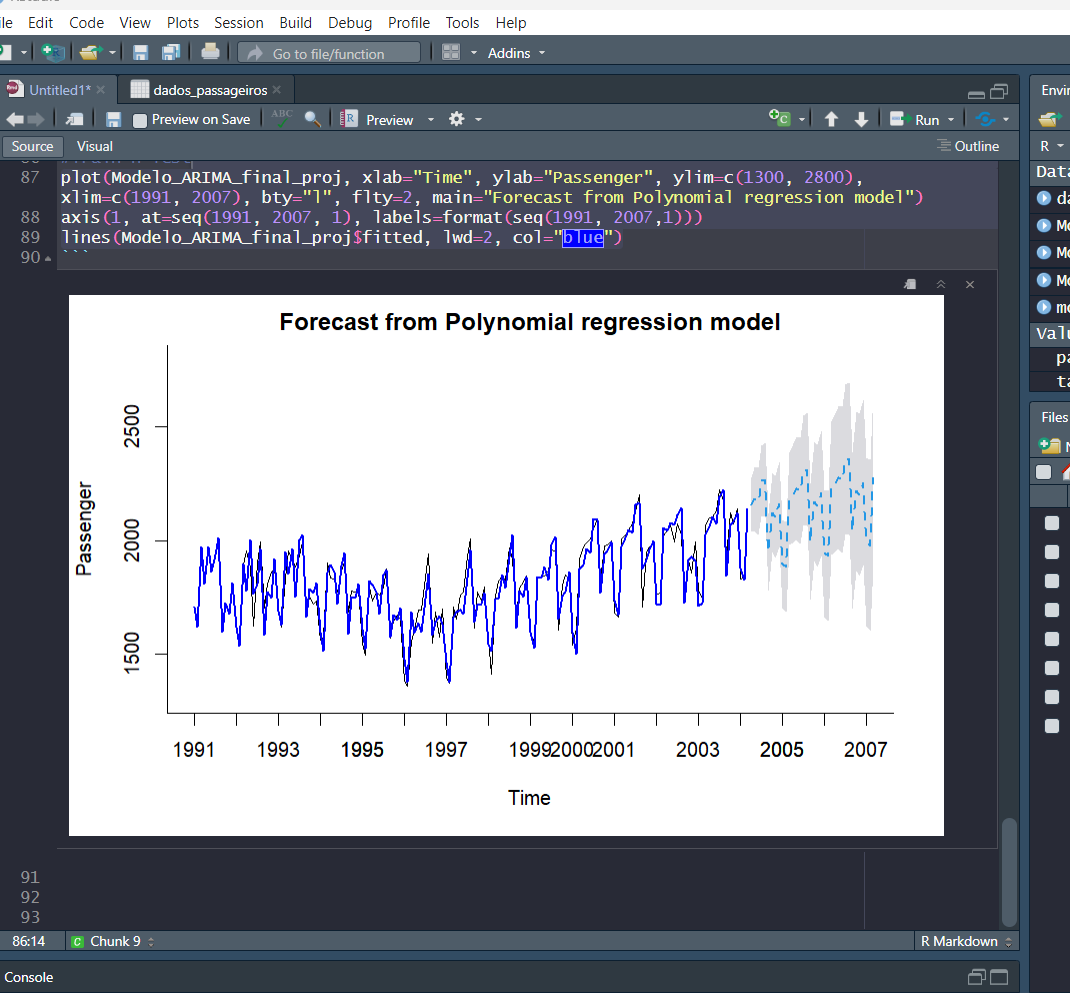 ile Edit Code View Plots Session Build Debug Profile Tools Help
Go to file/function Addins
Untitled1* dados_passageiros Envir
ABC Preview on Save R Preview C Run
Source Visual Outline R
Data
87 plot(Modelo_ARIMA_final_proj, xlab="Time", ylab="Passenger", ylim=c(1300, 2800),
xlim=c(1991, 2007), bty="l", flty=2, main="Forecast from Polynomial regression model")
88 axis(1, at=seq(1991, 2007, 1), labels=format(seq(1991, 2007,1)))
89 lines(Modelo_ARIMA_final_proj$fitted, lwd=2, col="blue")
90 ```
da
Mo
Mo
Mo
mo
Valu
pa
ta
Files
N
Forecast from Polynomial regression model
Passenger
2500
2000
1500
1991 1993 1995 1997 1999 2000 2001 2003 2005 2007
Time
91
92
93
86:14 C Chunk 9 R Markdown
Console